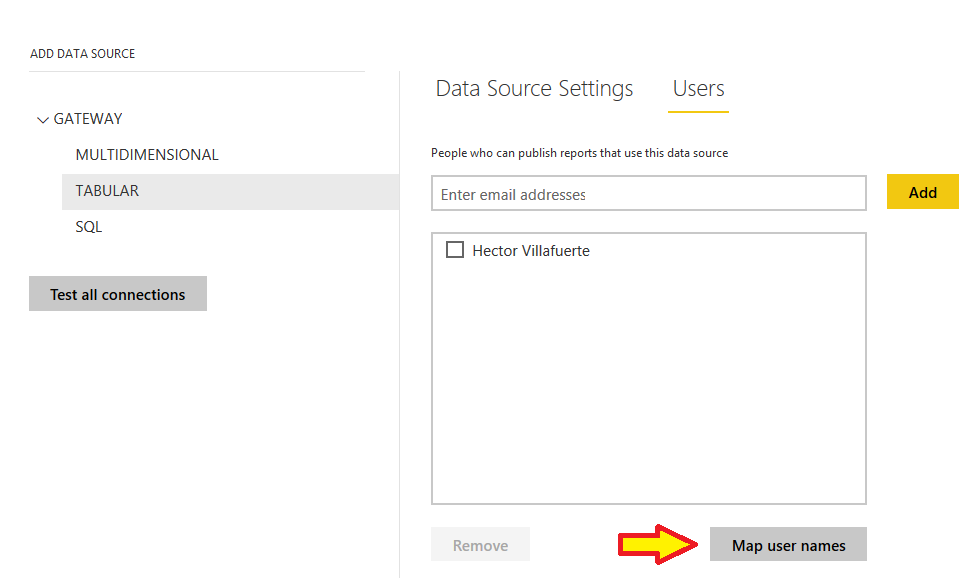 ADD DATA SOURCE
GATEWAY
MULTIDIMENSIONAL
TABULAR
SQL
Test all connections
Data Source Settings
Users
People who can publish reports that use this data source
Enter email addresses
Add
Hector Villafuerte
Remove
Map user names